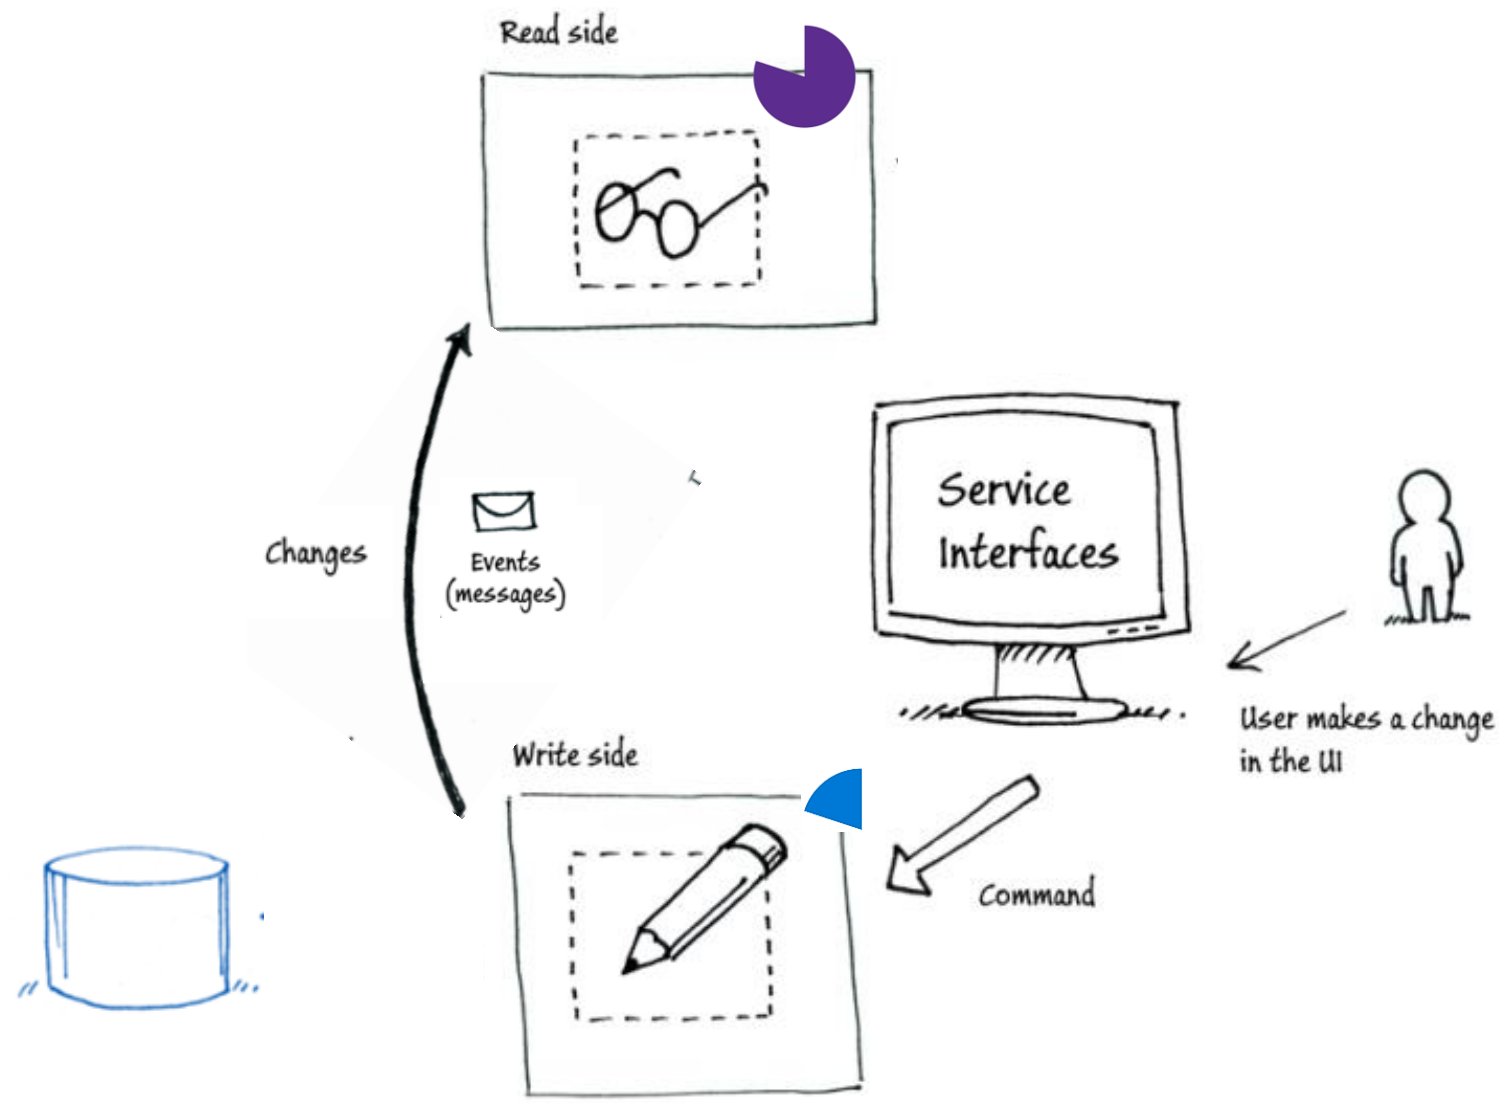 Read side
Service
Interfaces
Changes
Events
(messages)
User makes a change
in the UI
Write side
Command